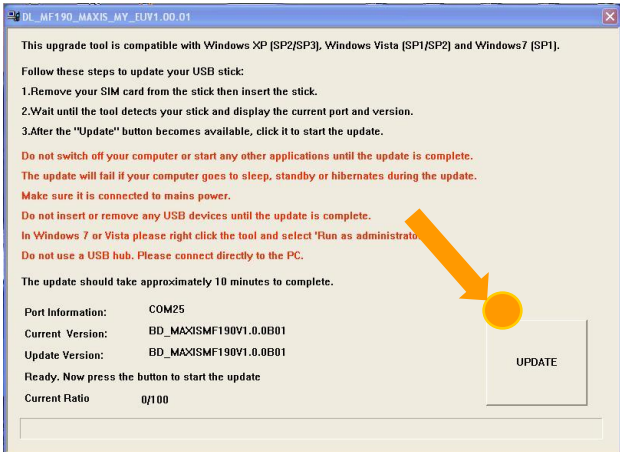 DL_MF190_MAXIS_MY_EUV1.00.01
This upgrade tool is compatible with Windows XP (SP2/SP3), Windows Vista (SP1/SP2) and Windows7 (SP1).
Follow these steps to update your USB stick:
1.Remove your SIM card from the stick then insert the stick.
2.Wait until the tool detects your stick and display the current port and version.
3.After the "Update" button becomes available, click it to start the update.
Do not switch off your computer or start any other applications until the update is complete.
The update will fail if your computer goes to sleep, standby or hibernates during the update.
Make sure it is connected to mains power.
Do not insert or remove any USB devices until the update is complete.
In Windows 7 or Vista please right click the tool and select 'Run as administrator
Do not use a USB hub. Please connect directly to the PC.
The update should take approximately 10 minutes to complete.
Port Information: COM25
Current Version: BD_MAXISMF190V1.0.0B01
Update Version: BD_MAXISMF190V1.0.0B01
UPDATE
Ready. Now press the button to start the update
Current Ratio 0/100